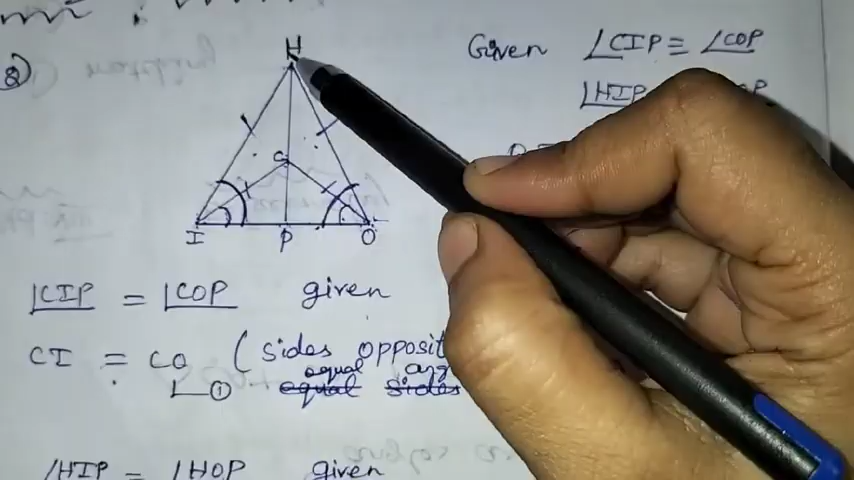 8)
H
Given ∠CIP ≅ ∠COP
∠HIP
C
I P O
∠CIP = ∠COP given
CI = CO (sides opposit
equal
①
equal sides
∠HIP = ∠HOP given